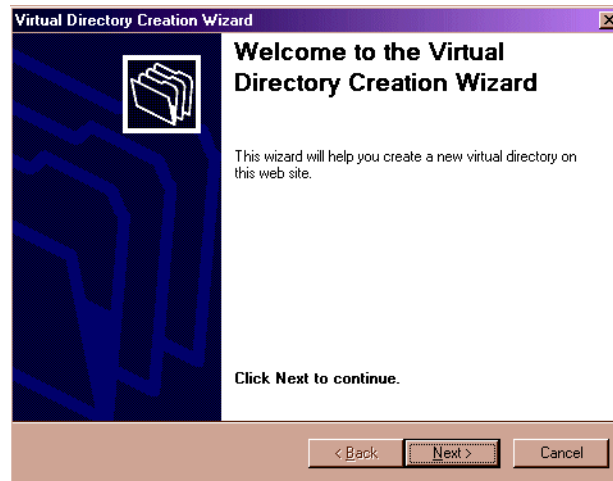 Virtual Directory Creation Wizard
Welcome to the Virtual
Directory Creation Wizard
This wizard will help you create a new virtual directory on
this web site.
Click Next to continue.
< Back
Next >
Cancel